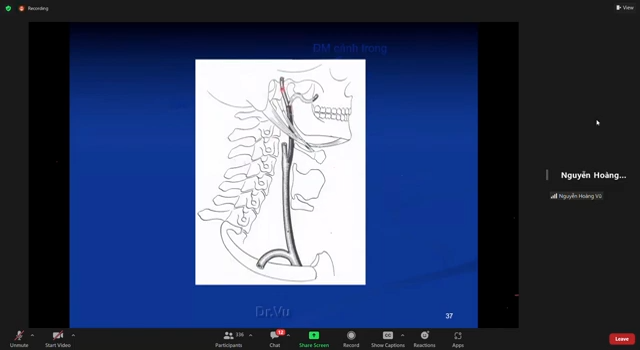 Recording
View
ĐM cảnh trong
Nguyễn Hoàng...
Nguyễn Hoàng Vũ
Dr.Vu
37
Unmute
Start Video
336
Participants
12
Chat
Share Screen
Record
Show Captions
Reactions
Apps
Leave